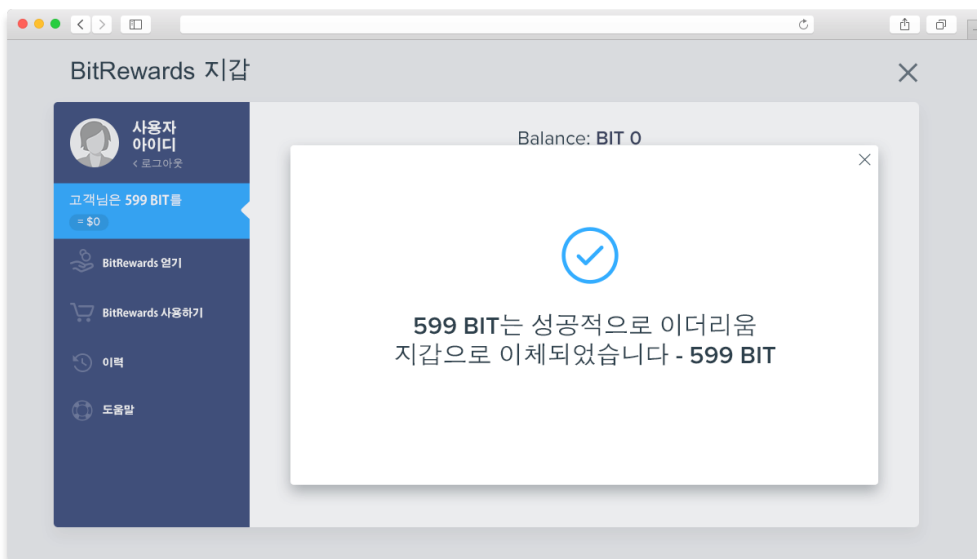 BitRewards 지갑
사용자
아이디
< 로그아웃
고객님은 599 BIT를
= $0
BitRewards 얻기
BitRewards 사용하기
이력
도움말
Balance: BIT 0
599 BIT는 성공적으로 이더리움
지갑으로 이체되었습니다 - 599 BIT